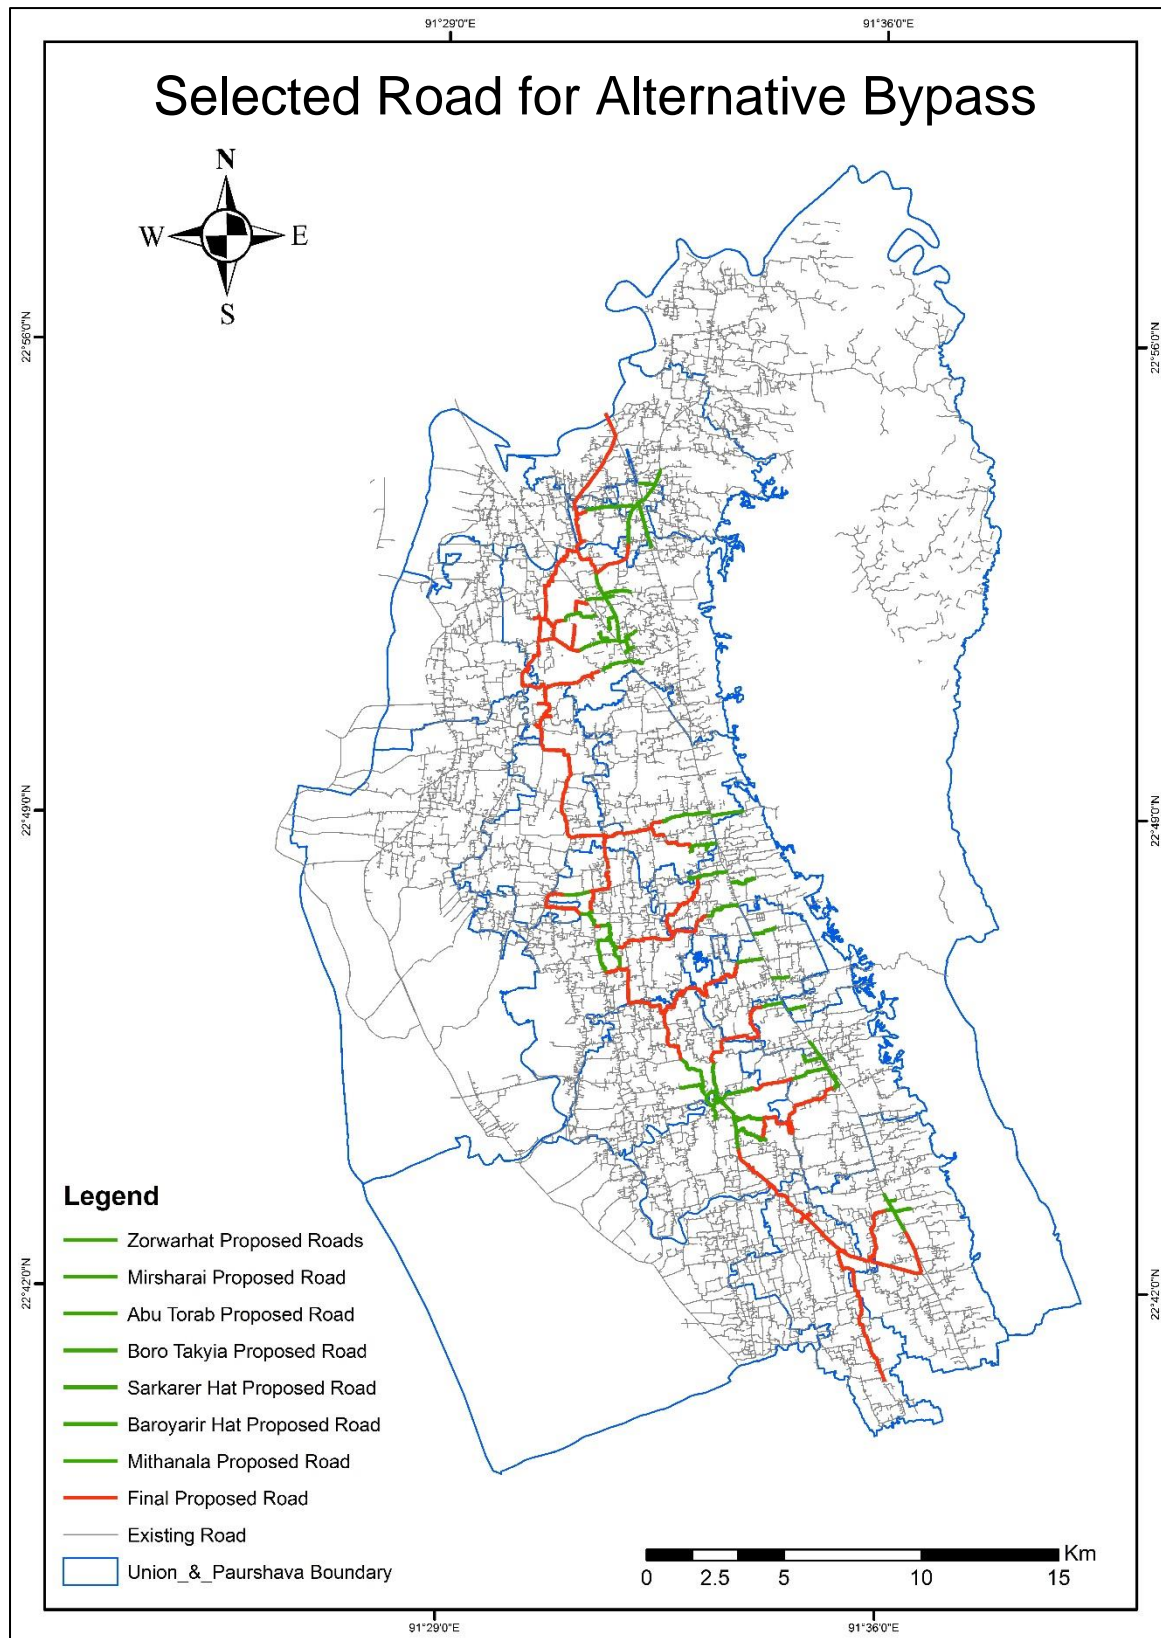 91°29'0"E
91°36'0"E
Selected Road for Alternative Bypass
N
W
E
S
22°56'0"N
22°56'0"N
22°49'0"N
22°49'0"N
22°42'0"N
22°42'0"N
Legend
Zorwarhat Proposed Roads
Mirsharai Proposed Road
Abu Torab Proposed Road
Boro Takyia Proposed Road
Sarkarer Hat Proposed Road
Baroyarir Hat Proposed Road
Mithanala Proposed Road
Final Proposed Road
Existing Road
Union_&_Paurshava Boundary
Km
0 2.5 5 10 15
91°29'0"E
91°36'0"E